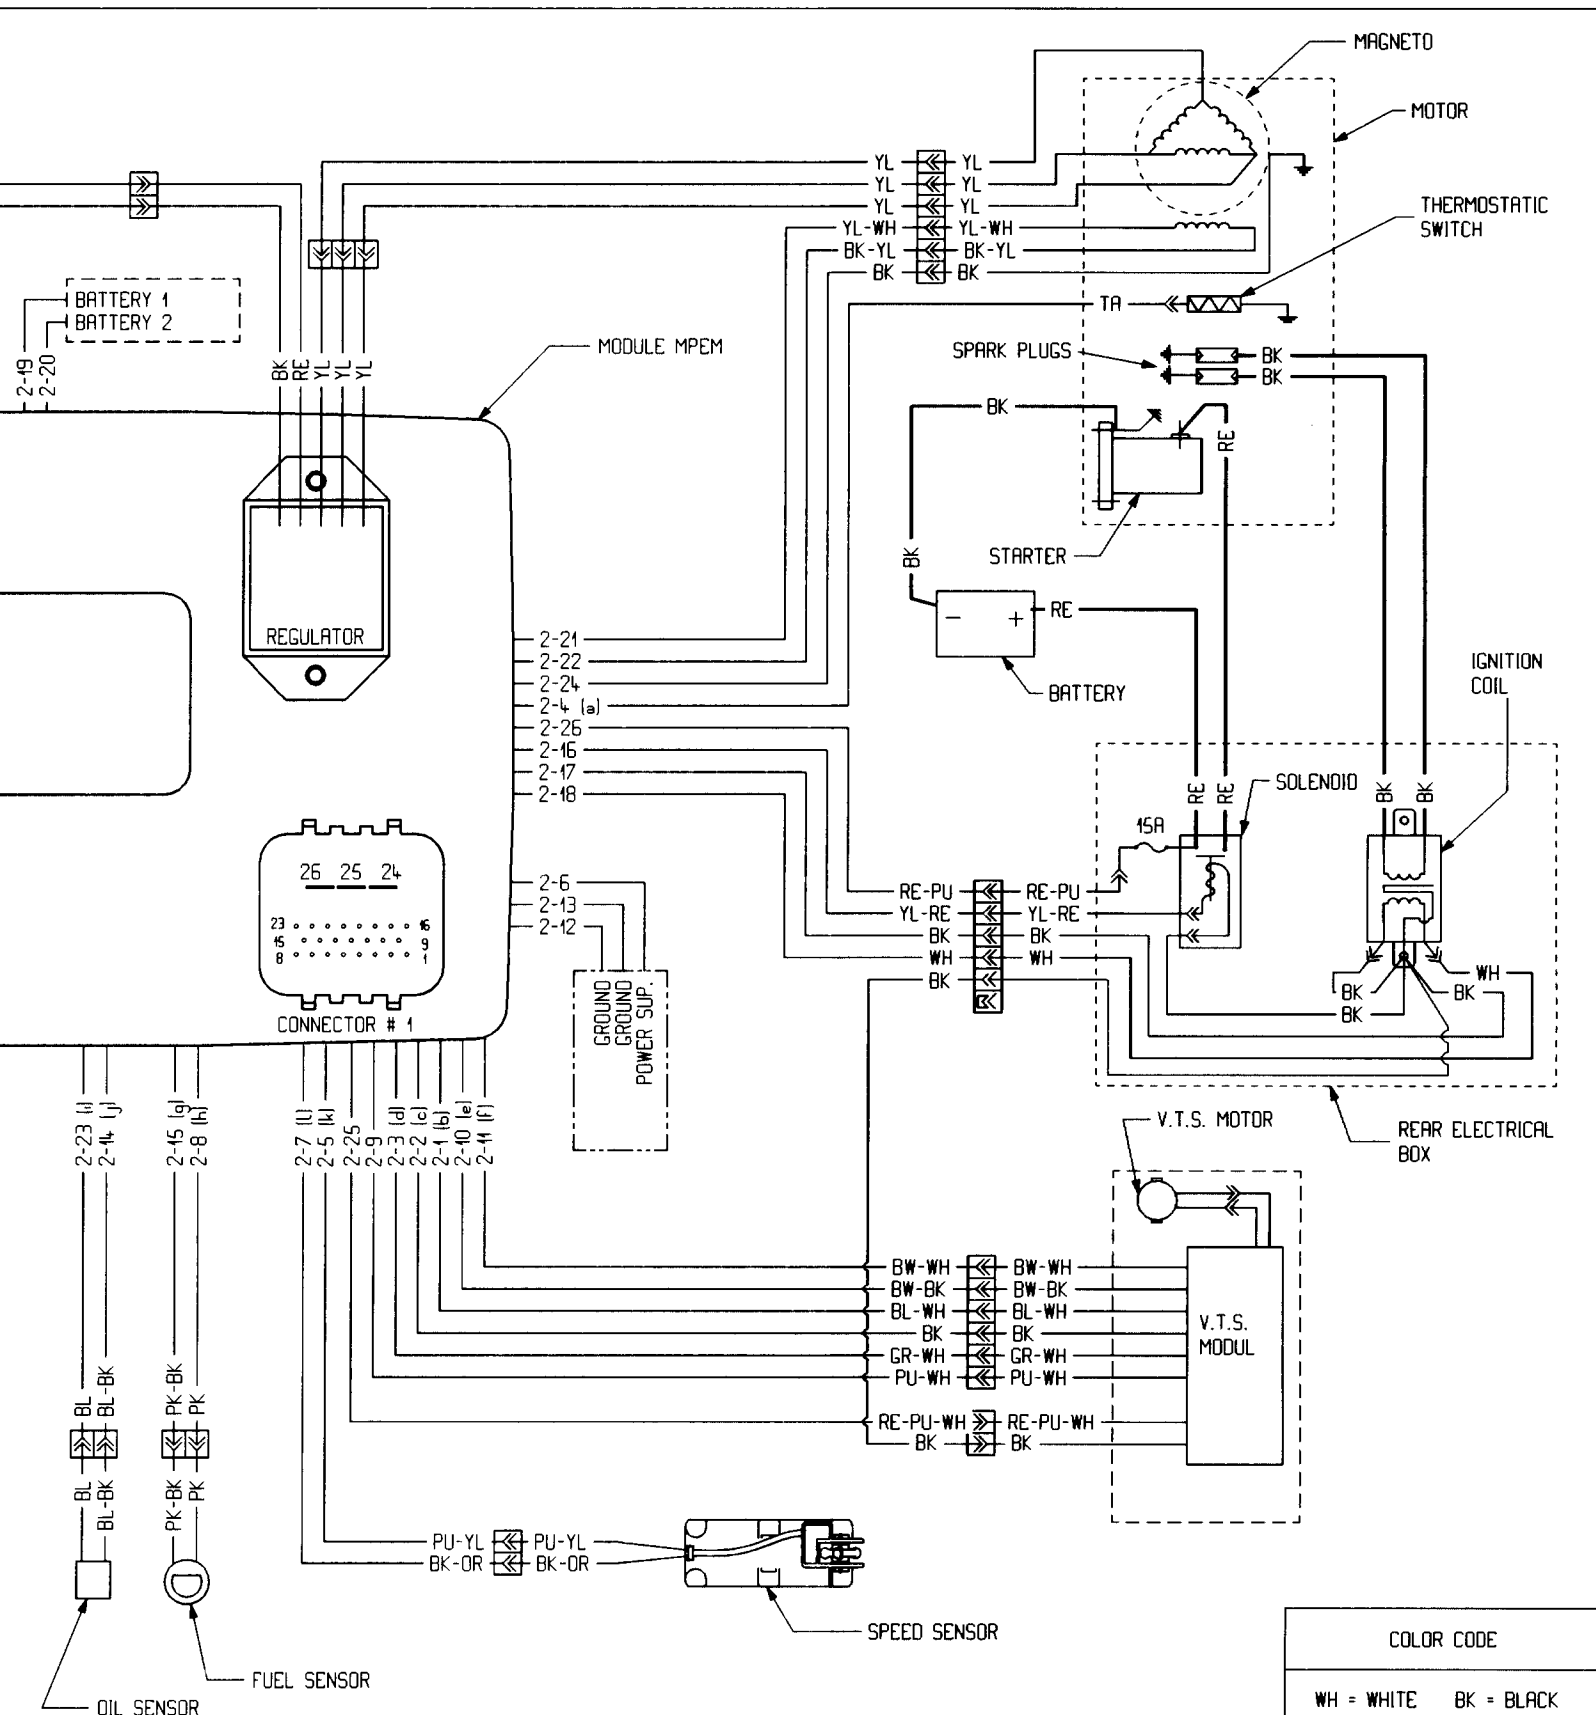 MAGNETO
MOTOR
YL YL
YL YL
YL YL
YL-WH YL-WH
BK-YL BK-YL
BK BK
THERMOSTATIC
SWITCH
BATTERY 1
BATTERY 2
2-19
2-20
BK
RE
YL
YL
YL
MODULE MPEM
TA
SPARK PLUGS
BK
BK
BK
RE
STARTER
BK
- + RE
BATTERY
REGULATOR
2-21
2-22
2-24
2-4 (a)
2-26
2-16
2-17
2-18
IGNITION
COIL
SOLENOID
RE
RE
BK
BK
15A
26 25 24
23 16
15 9
8 1
CONNECTOR # 1
2-6
2-13
2-12
GROUND
GROUND
POWER SUP.
RE-PU RE-PU
YL-RE YL-RE
BK BK
WH WH
BK
WH
BK BK
BK
REAR ELECTRICAL
BOX
V.T.S. MOTOR
2-23 (i)
2-14 (j)
2-15 (g)
2-8 (h)
2-7 (l)
2-5 (k)
2-25
2-9
2-3 (d)
2-2 (c)
2-1 (b)
2-10 (e)
2-11 (f)
BW-WH BW-WH
BW-BK BW-BK
BL-WH BL-WH
BK BK
GR-WH GR-WH
PU-WH PU-WH
RE-PU-WH RE-PU-WH
BK BK
V.T.S.
MODUL
BL
BL-BK
PK-BK
PK
BL
BL-BK
PK-BK
PK
PU-YL PU-YL
BK-OR BK-OR
SPEED SENSOR
FUEL SENSOR
OIL SENSOR
COLOR CODE
WH = WHITE BK = BLACK